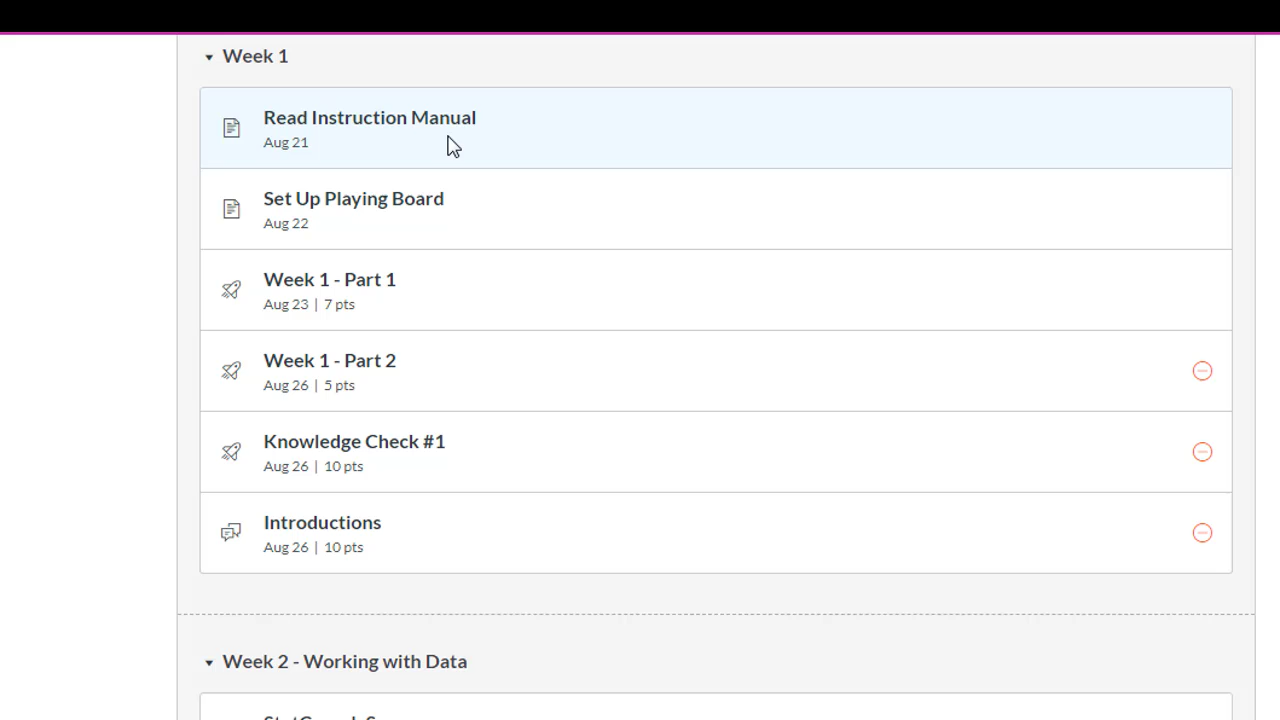 Week 1
Read Instruction Manual
Aug 21
Set Up Playing Board
Aug 22
Week 1 - Part 1
Aug 23 | 7 pts
Week 1 - Part 2
Aug 26 | 5 pts
Knowledge Check #1
Aug 26 | 10 pts
Introductions
Aug 26 | 10 pts
Week 2 - Working with Data